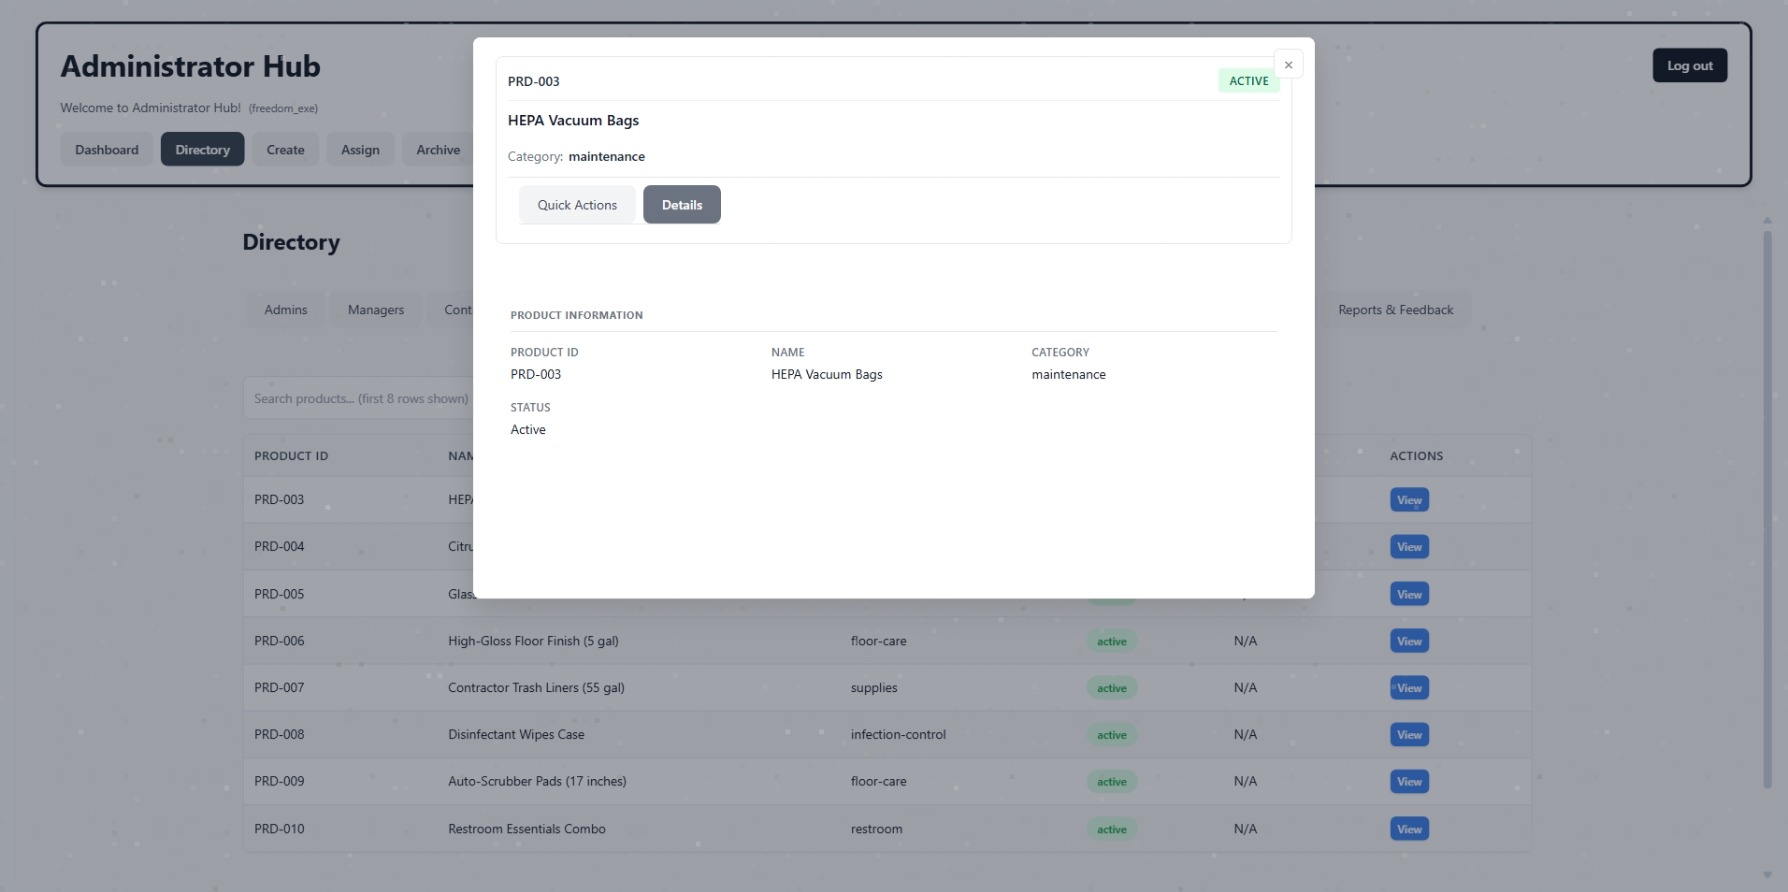 Administrator Hub
Log out
Welcome to Administrator Hub! (freedom_exe)
Dashboard Directory Create Assign Archive
PRD-003 ACTIVE ×
HEPA Vacuum Bags
Category: maintenance
Quick Actions Details
PRODUCT INFORMATION
PRODUCT ID NAME CATEGORY
PRD-003 HEPA Vacuum Bags maintenance
STATUS
Active
Directory
Admins Managers Cont Reports & Feedback
Search products... (first 8 rows shown)
PRODUCT ID NAM ACTIONS
PRD-003 HEPA View
PRD-004 Citru View
PRD-005 Glas View
PRD-006 High-Gloss Floor Finish (5 gal) floor-care active N/A View
PRD-007 Contractor Trash Liners (55 gal) supplies active N/A View
PRD-008 Disinfectant Wipes Case infection-control active N/A View
PRD-009 Auto-Scrubber Pads (17 inches) floor-care active N/A View
PRD-010 Restroom Essentials Combo restroom active N/A View